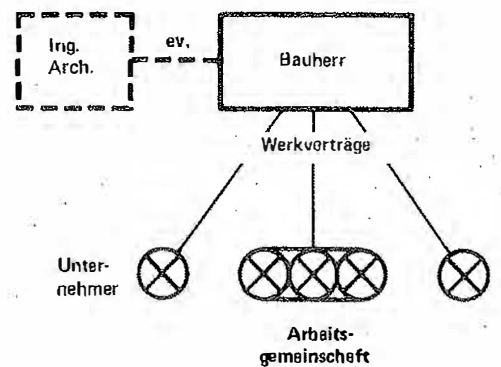 Ing.
Arch.
ev.
Bauherr
Werkverträge
Unter-
nehmer
Arbeits-
gemeinschaft